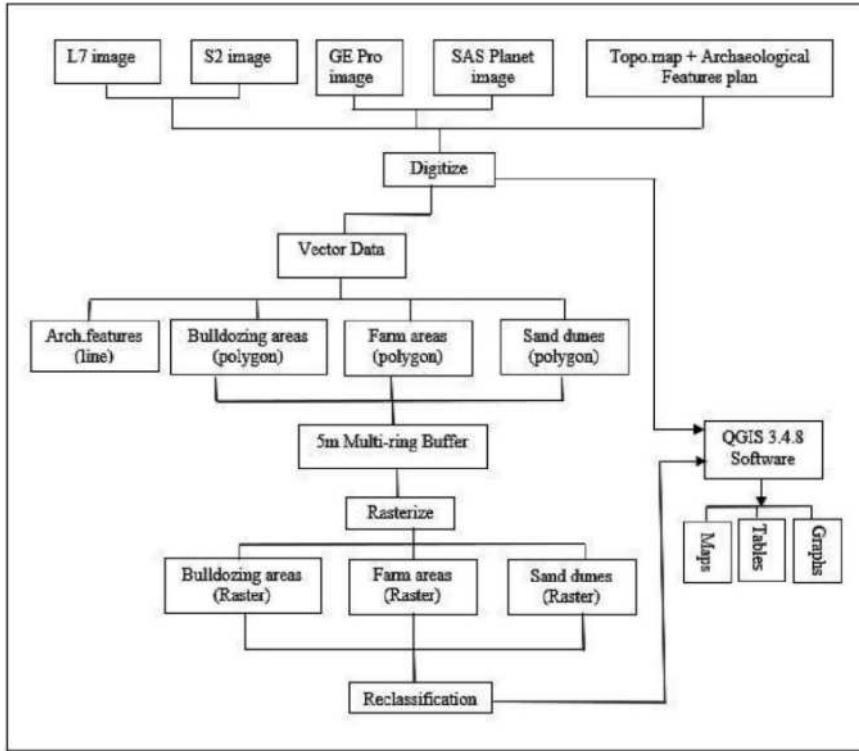 L7 image
S2 image
GE Pro
image
SAS Planet
image
Topo.map + Archaeological
Features plan
Digitize
Vector Data
Arch.features
(line)
Bulldozing areas
(polygon)
Farm areas
(polygon)
Sand dunes
(polygon)
5m Multi-ring Buffer
QGIS 3.4.8
Software
Rasterize
Maps
Tables
Graphs
Bulldozing areas
(Raster)
Farm areas
(Raster)
Sand dunes
(Raster)
Reclassification